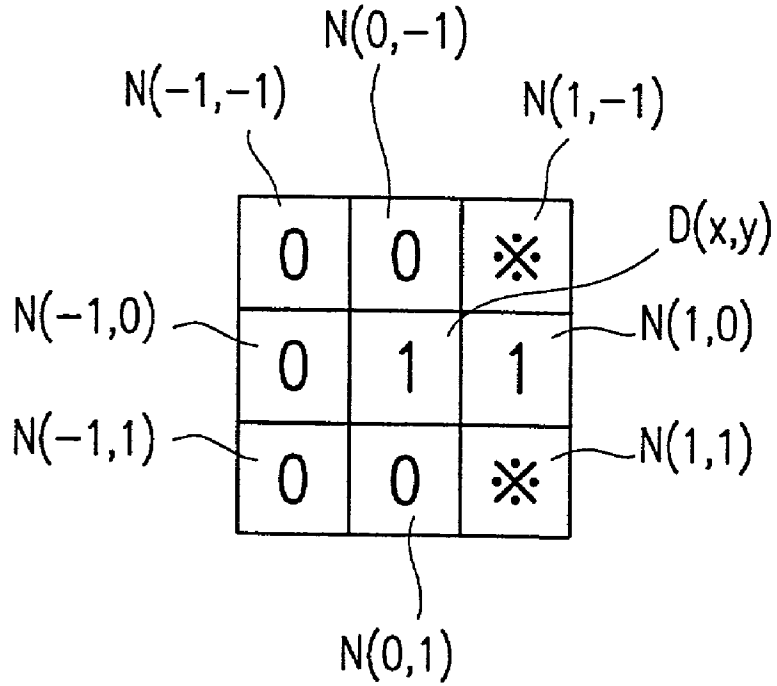 N(0,-1)
N(-1,-1)
N(1,-1)
D(x,y)
0 0 ※
N(-1,0)
N(1,0)
0 1 1
N(-1,1)
N(1,1)
0 0 ※
N(0,1)